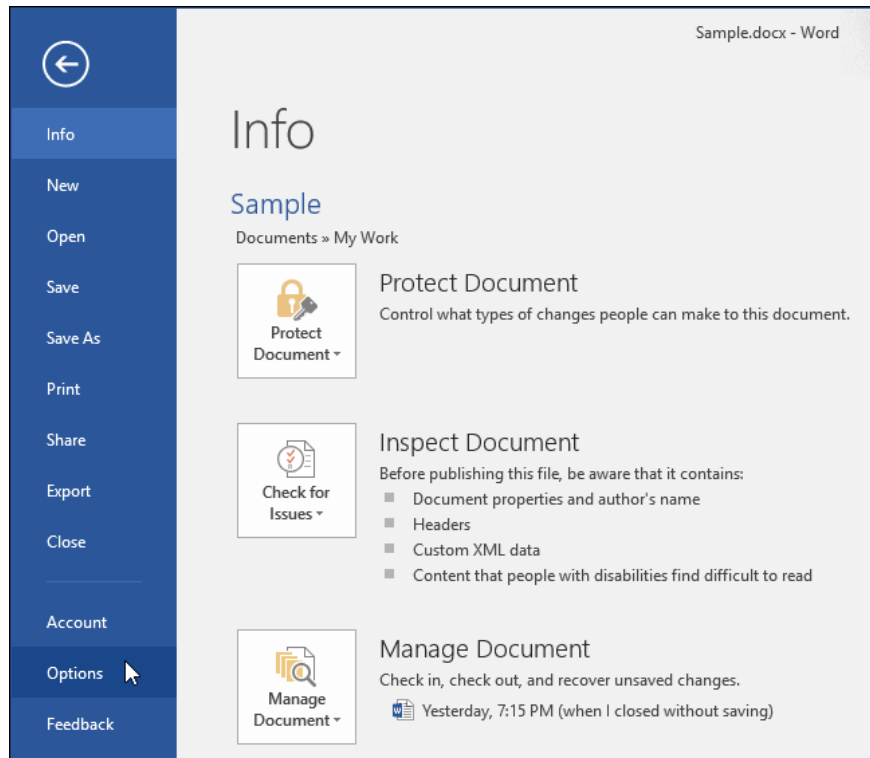 Sample.docx - Word
Info
New
Open
Save
Save As
Print
Share
Export
Close
Account
Options
Feedback
Info
Sample
Documents » My Work
Protect
Document
Protect Document
Control what types of changes people can make to this document.
Check for
Issues
Inspect Document
Before publishing this file, be aware that it contains:
Document properties and author's name
Headers
Custom XML data
Content that people with disabilities find difficult to read
Manage
Document
Manage Document
Check in, check out, and recover unsaved changes.
Yesterday, 7:15 PM (when I closed without saving)